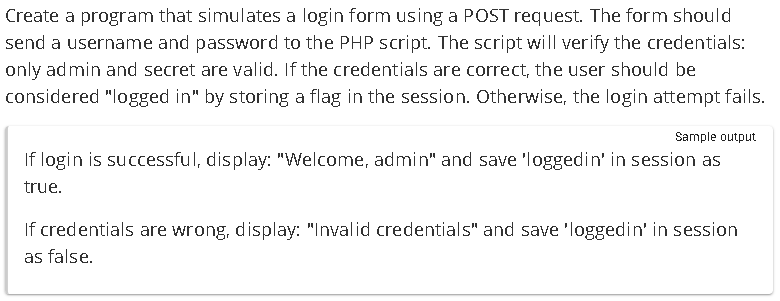 Create a program that simulates a login form using a POST request. The form should
send a username and password to the PHP script. The script will verify the credentials:
only admin and secret are valid. If the credentials are correct, the user should be
considered "logged in" by storing a flag in the session. Otherwise, the login attempt fails.
Sample output
If login is successful, display: "Welcome, admin" and save 'loggedin' in session as
true.
If credentials are wrong, display: "Invalid credentials" and save 'loggedin' in session
as false.